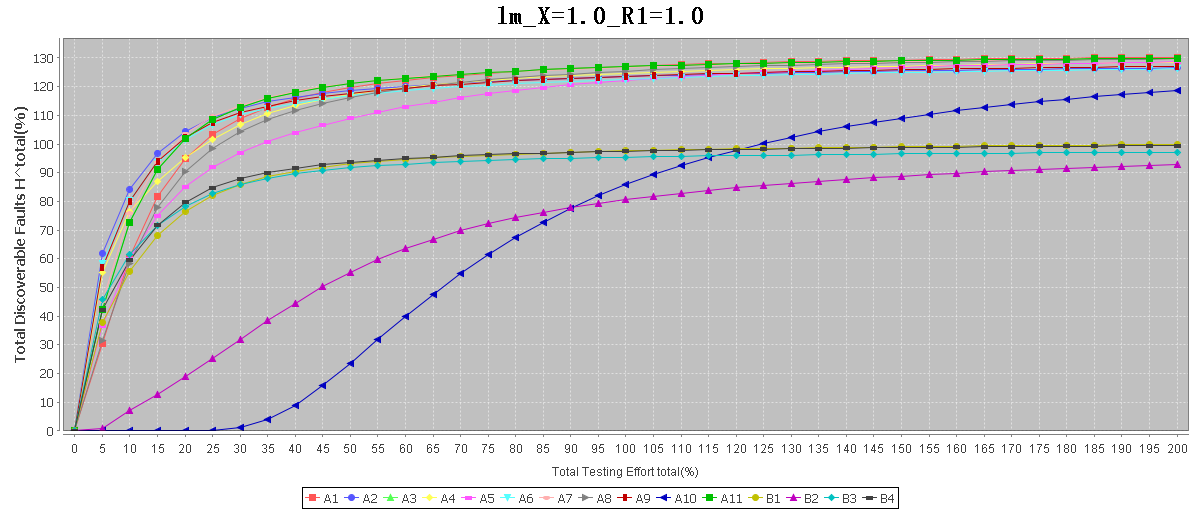 lm_X=1.0_R1=1.0
Total Discoverable Faults H^total(%)
130
120
110
100
90
80
70
60
50
40
30
20
10
0
0 5 10 15 20 25 30 35 40 45 50 55 60 65 70 75 80 85 90 95 100 105 110 115 120 125 130 135 140 145 150 155 160 165 170 175 180 185 190 195 200
Total Testing Effort total(%)
A1 A2 A3 A4 A5 A6 A7 A8 A9 A10 A11 B1 B2 B3 B4